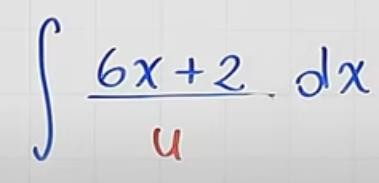 ∫ (6x + 2)/u dx